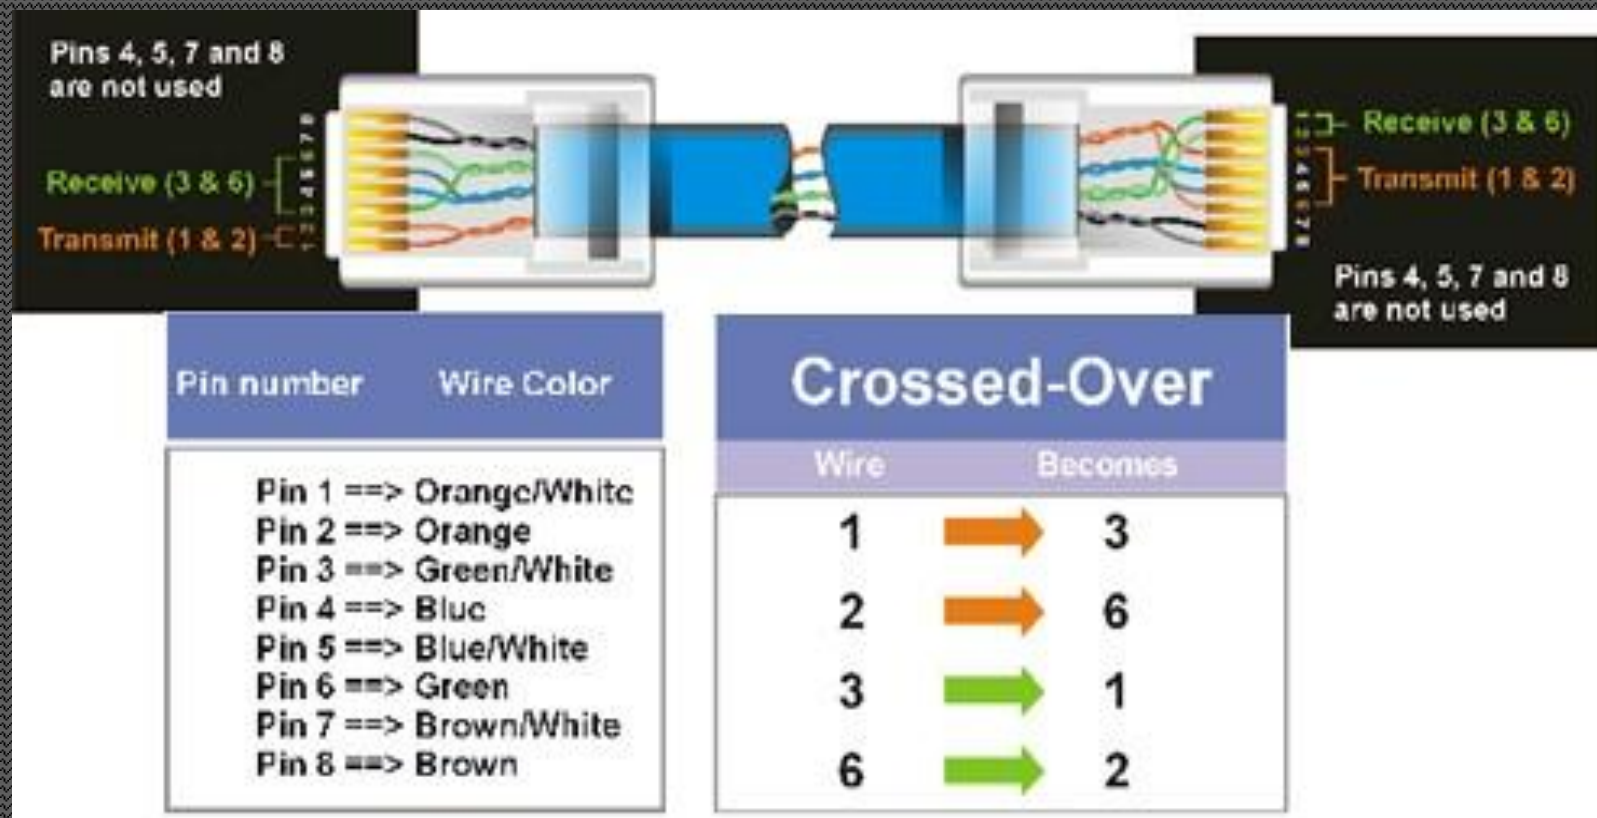 Pins 4, 5, 7 and 8
are not used
Receive (3 & 6)
Transmit (1 & 2)
Receive (3 & 6)
Transmit (1 & 2)
Pins 4, 5, 7 and 8
are not used
Pin number Wire Color
Pin 1 ==> Orange/White
Pin 2 ==> Orange
Pin 3 ==> Green/White
Pin 4 ==> Blue
Pin 5 ==> Blue/White
Pin 6 ==> Green
Pin 7 ==> Brown/White
Pin 8 ==> Brown
Crossed-Over
Wire Becomes
1 3
2 6
3 1
6 2